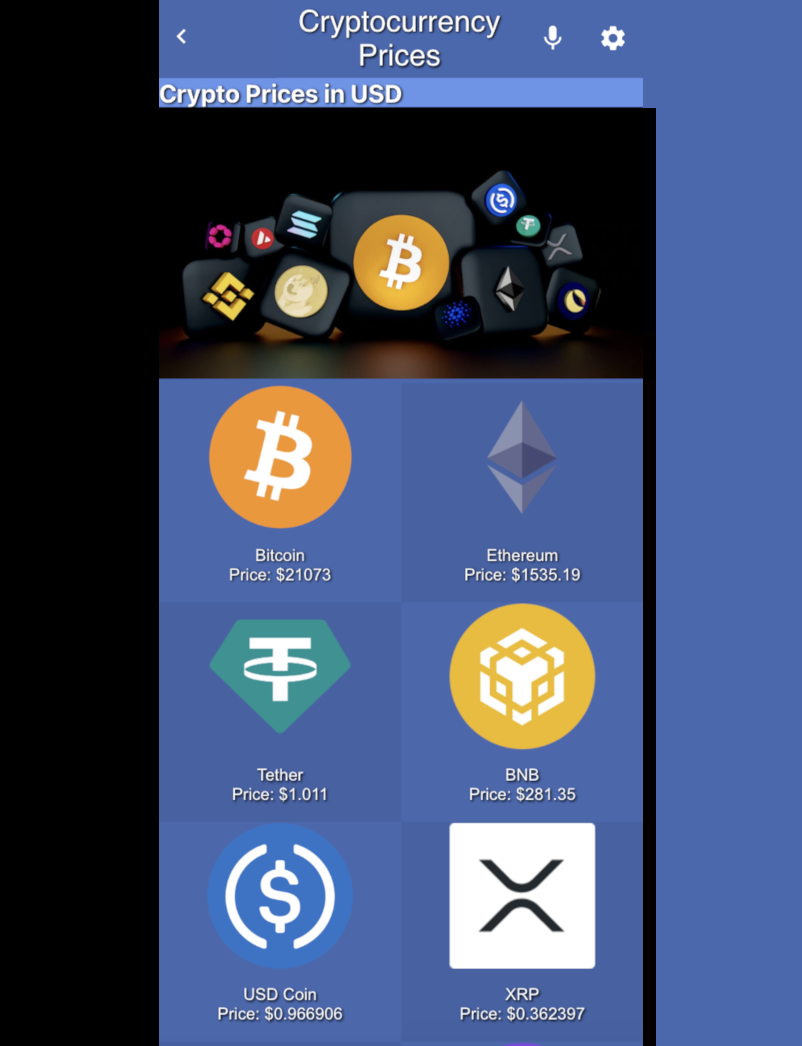 Cryptocurrency
Prices
Crypto Prices in USD
Bitcoin
Price: $21073
Ethereum
Price: $1535.19
Tether
Price: $1.011
BNB
Price: $281.35
USD Coin
Price: $0.966906
XRP
Price: $0.362397